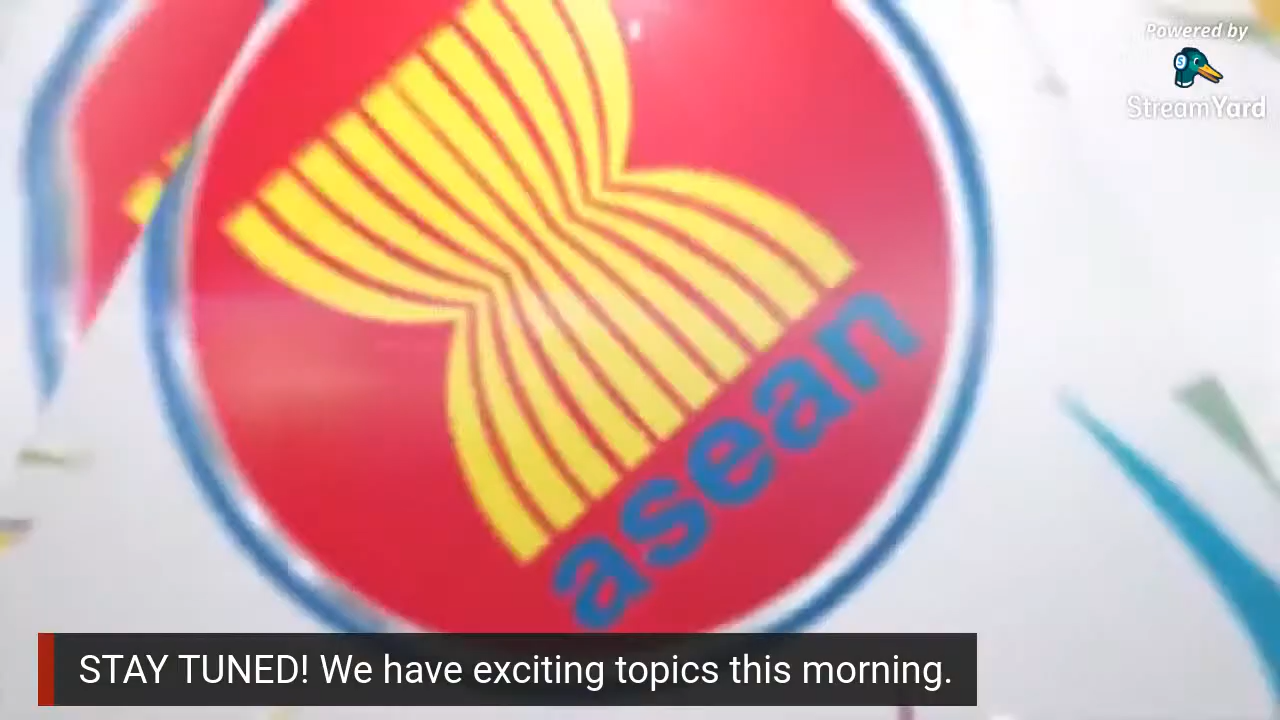 Powered by
StreamYard
asean
STAY TUNED! We have exciting topics this morning.